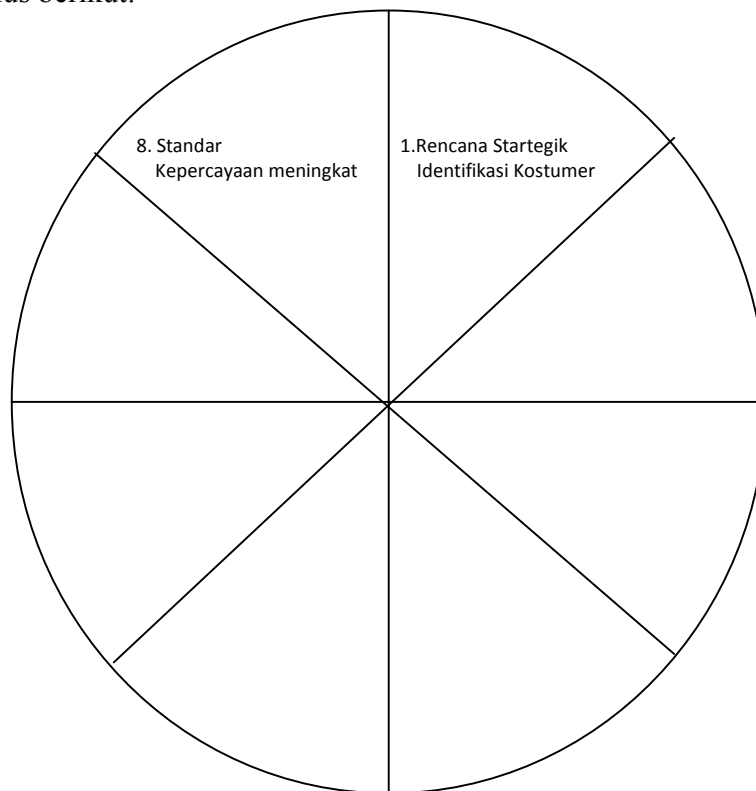 8. Standar
Kepercayaan meningkat
1.Rencana Startegik
Identifikasi Kostumer